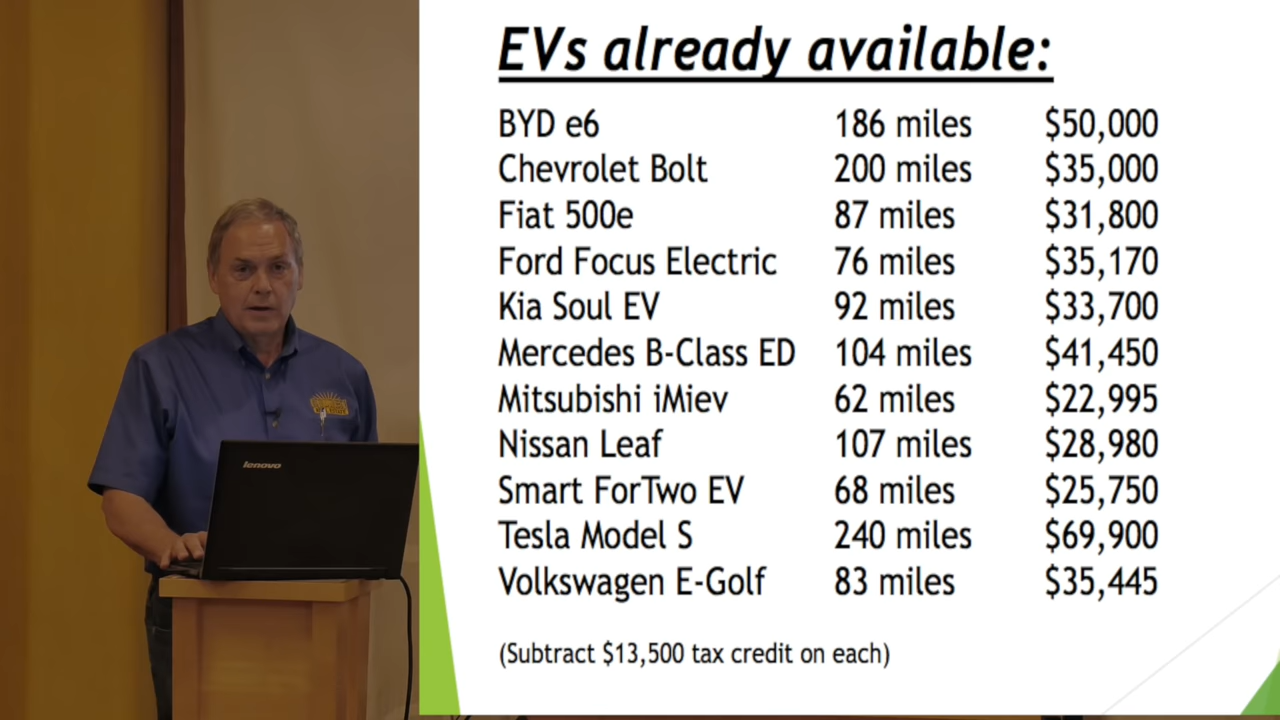 EVs already available:
BYD e6 186 miles $50,000
Chevrolet Bolt 200 miles $35,000
Fiat 500e 87 miles $31,800
Ford Focus Electric 76 miles $35,170
Kia Soul EV 92 miles $33,700
Mercedes B-Class ED 104 miles $41,450
Mitsubishi iMiev 62 miles $22,995
Nissan Leaf 107 miles $28,980
Smart ForTwo EV 68 miles $25,750
Tesla Model S 240 miles $69,900
Volkswagen E-Golf 83 miles $35,445
(Subtract $13,500 tax credit on each)
lenovo